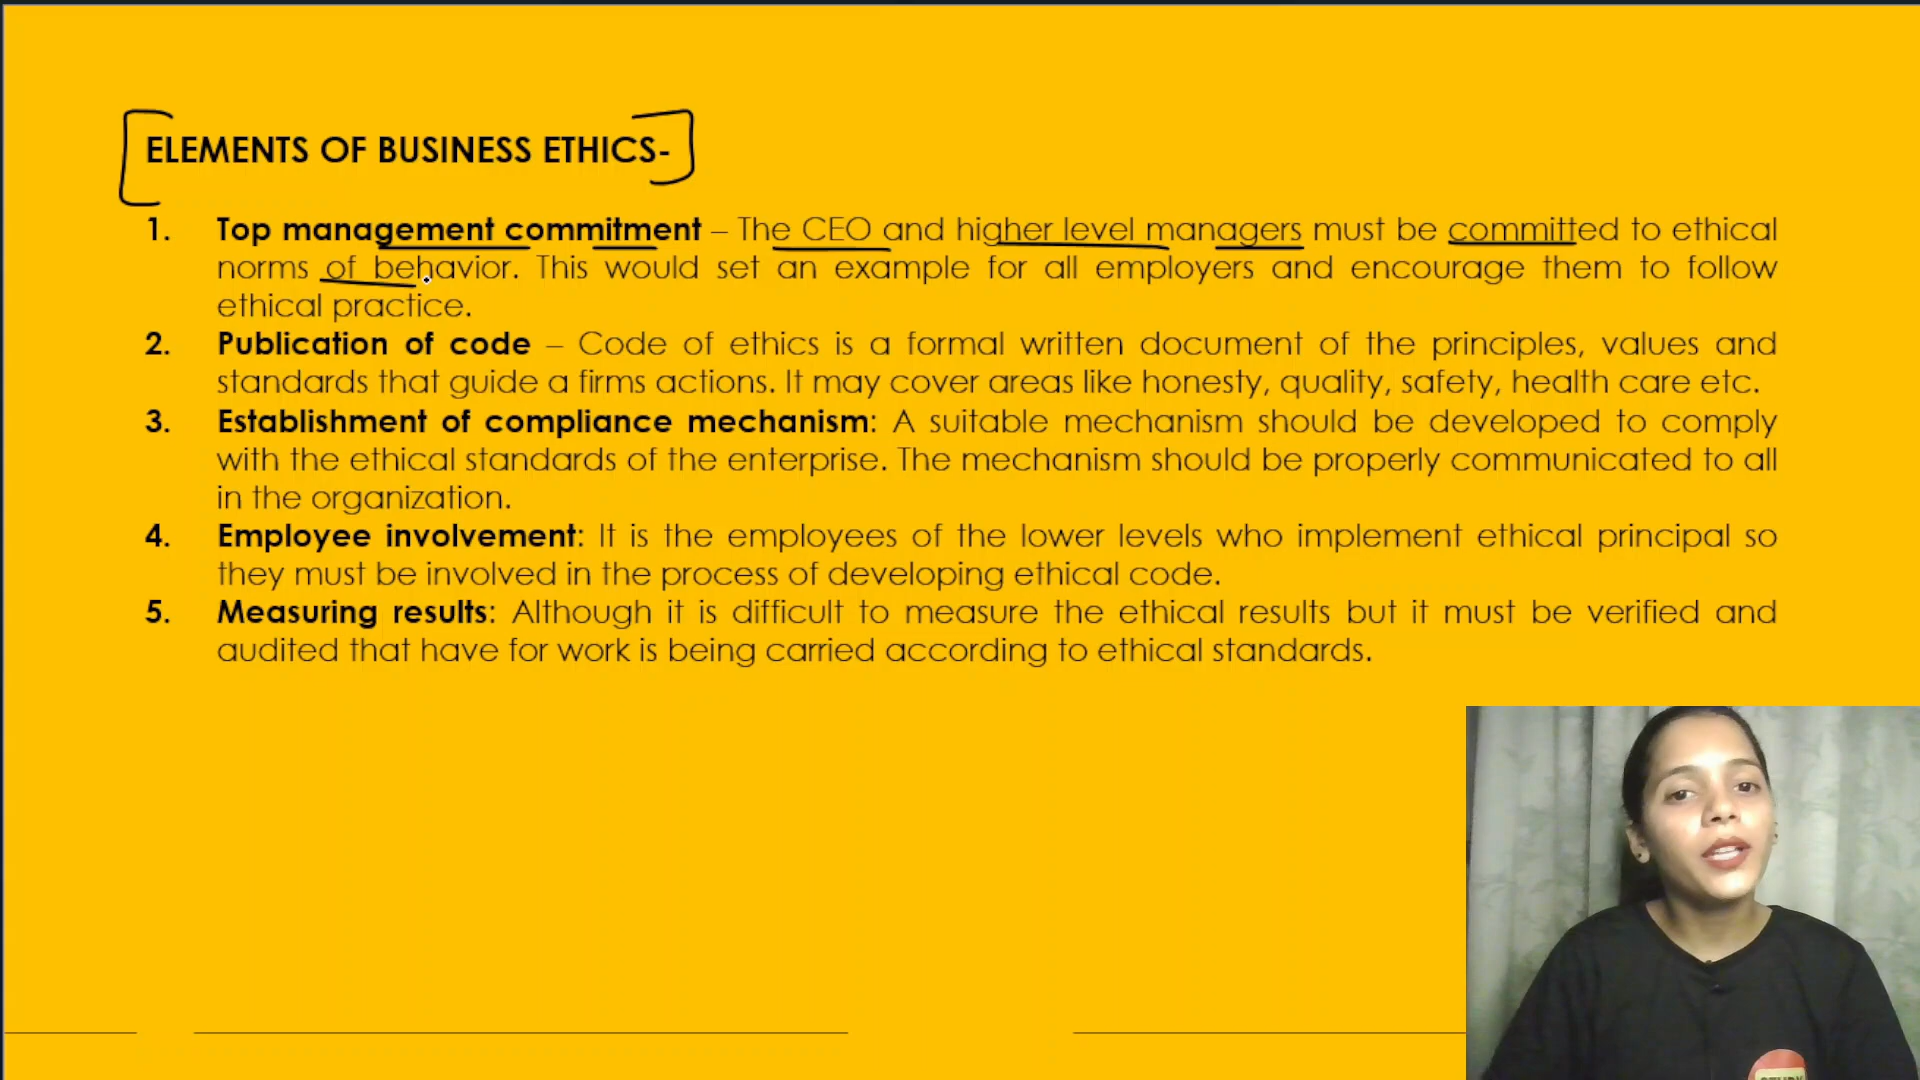 ELEMENTS OF BUSINESS ETHICS-
1. Top management commitment – The CEO and higher level managers must be committed to ethical
norms of behavior. This would set an example for all employers and encourage them to follow
ethical practice.
2. Publication of code – Code of ethics is a formal written document of the principles, values and
standards that guide a firms actions. It may cover areas like honesty, quality, safety, health care etc.
3. Establishment of compliance mechanism: A suitable mechanism should be developed to comply
with the ethical standards of the enterprise. The mechanism should be properly communicated to all
in the organization.
4. Employee involvement: It is the employees of the lower levels who implement ethical principal so
they must be involved in the process of developing ethical code.
5. Measuring results: Although it is difficult to measure the ethical results but it must be verified and
audited that have for work is being carried according to ethical standards.